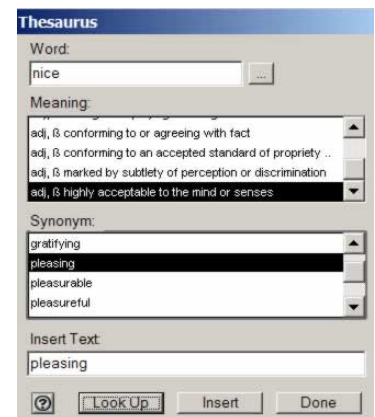 Thesaurus
Word:
nice
...
Meaning:
adj, ß conforming to or agreeing with fact
adj, ß conforming to an accepted standard of propriety ..
adj, ß marked by subtlety of perception or discrimination
adj, ß highly acceptable to the mind or senses
Synonym:
gratifying
pleasing
pleasurable
pleasureful
Insert Text:
pleasing
? Look Up Insert Done